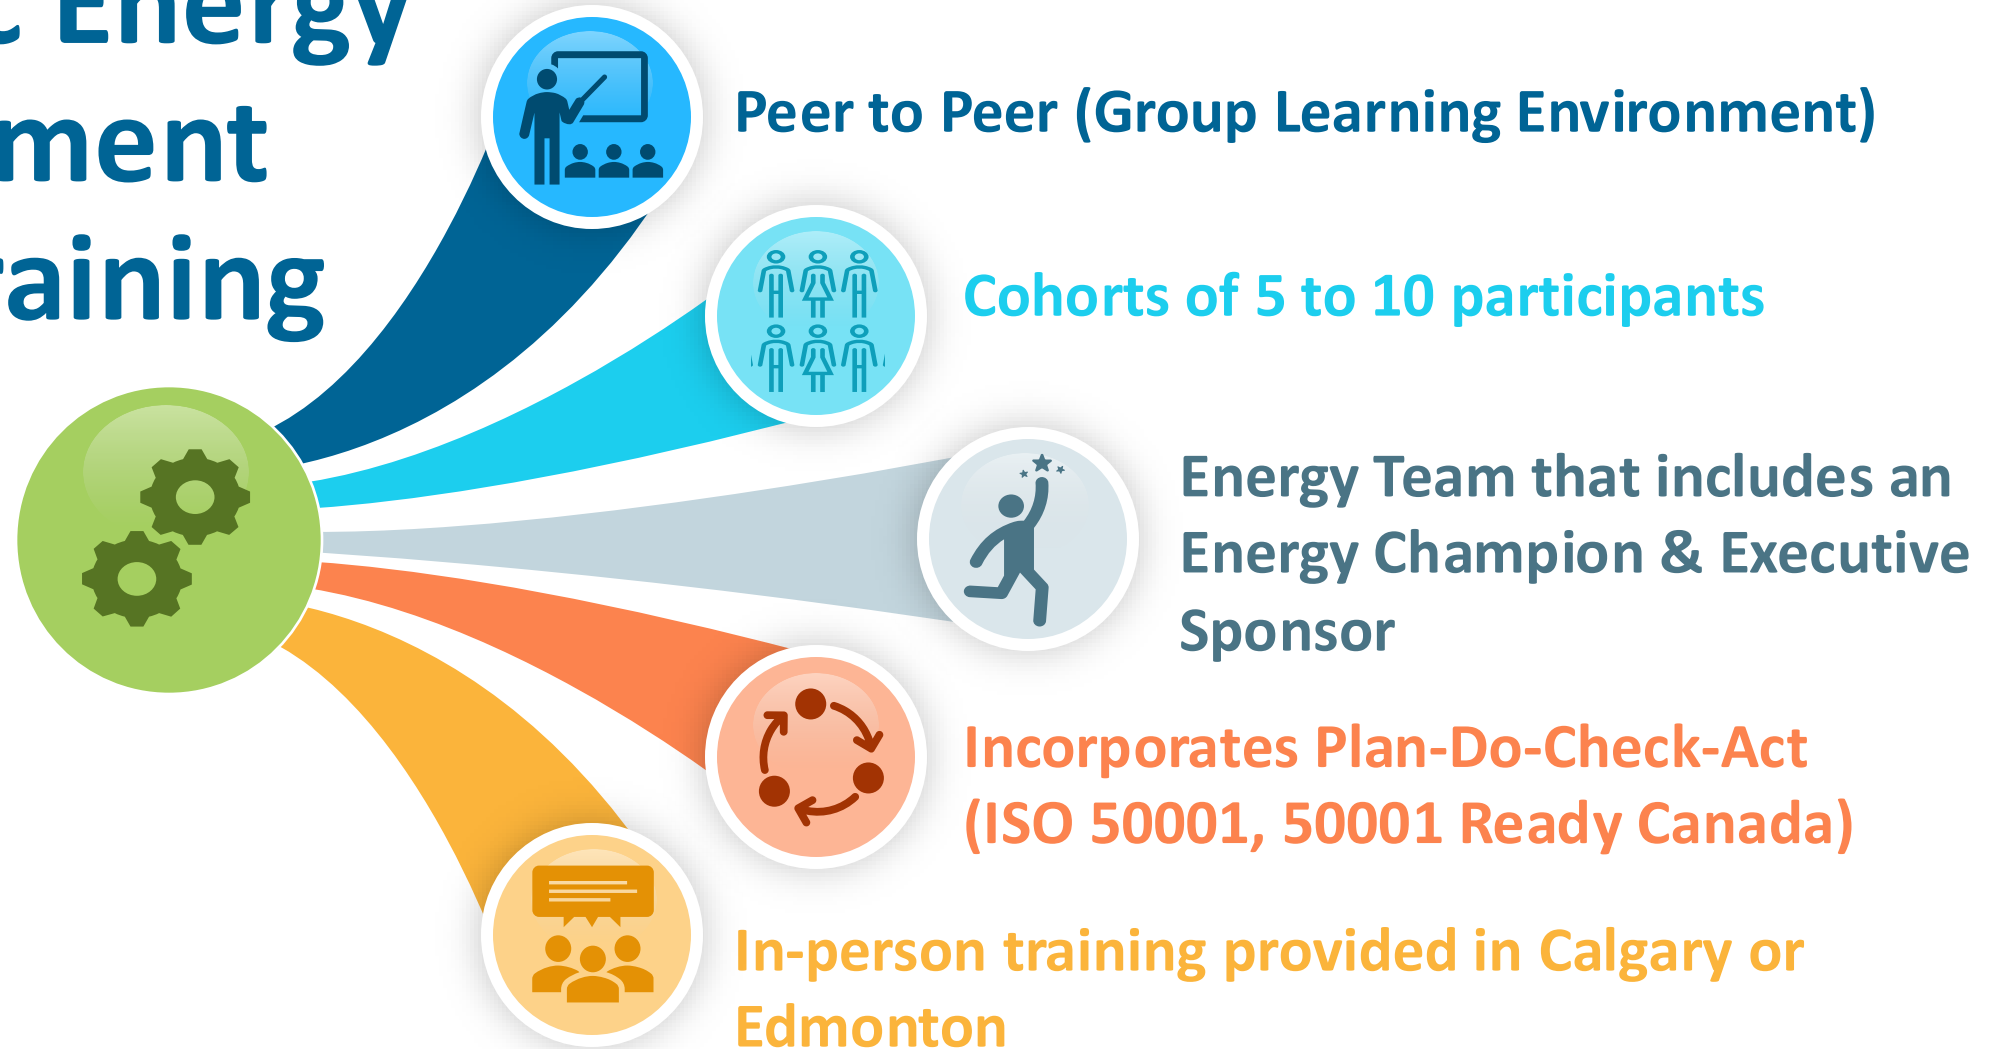 Energy
ment
raining
Peer to Peer (Group Learning Environment)
Cohorts of 5 to 10 participants
Energy Team that includes an
Energy Champion & Executive
Sponsor
Incorporates Plan-Do-Check-Act
(ISO 50001, 50001 Ready Canada)
In-person training provided in Calgary or
Edmonton